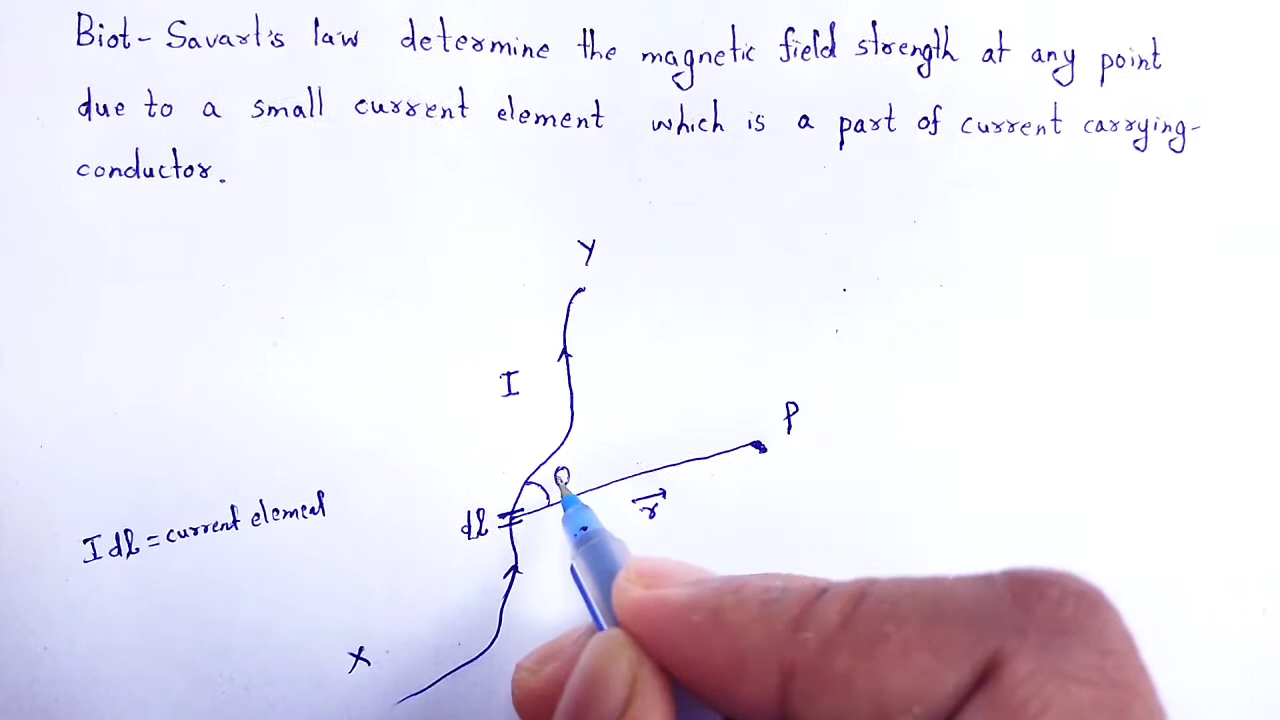 Biot-Savart's law determine the magnetic field strength at any point
due to a small current element which is a part of current carrying-
conductor.
Y
I
P
θ
r
dl
I dl = current element
X